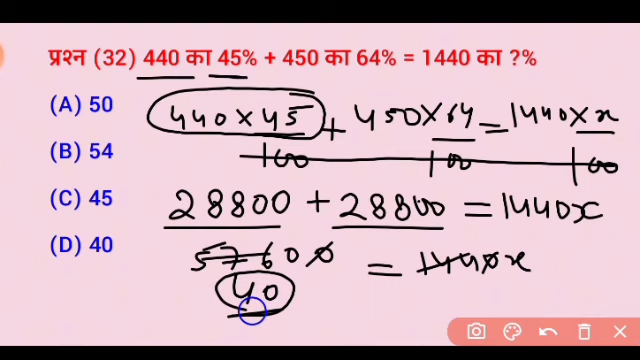 प्रश्न (32) 440 का 45% + 450 का 64% = 1440 का ?%
(A) 50
440 × 45 + 450 × 64 = 1440 × x
(B) 54
100 100 100
(C) 45
28800 + 28800 = 1440x
(D) 40
57600 = 1440x
40